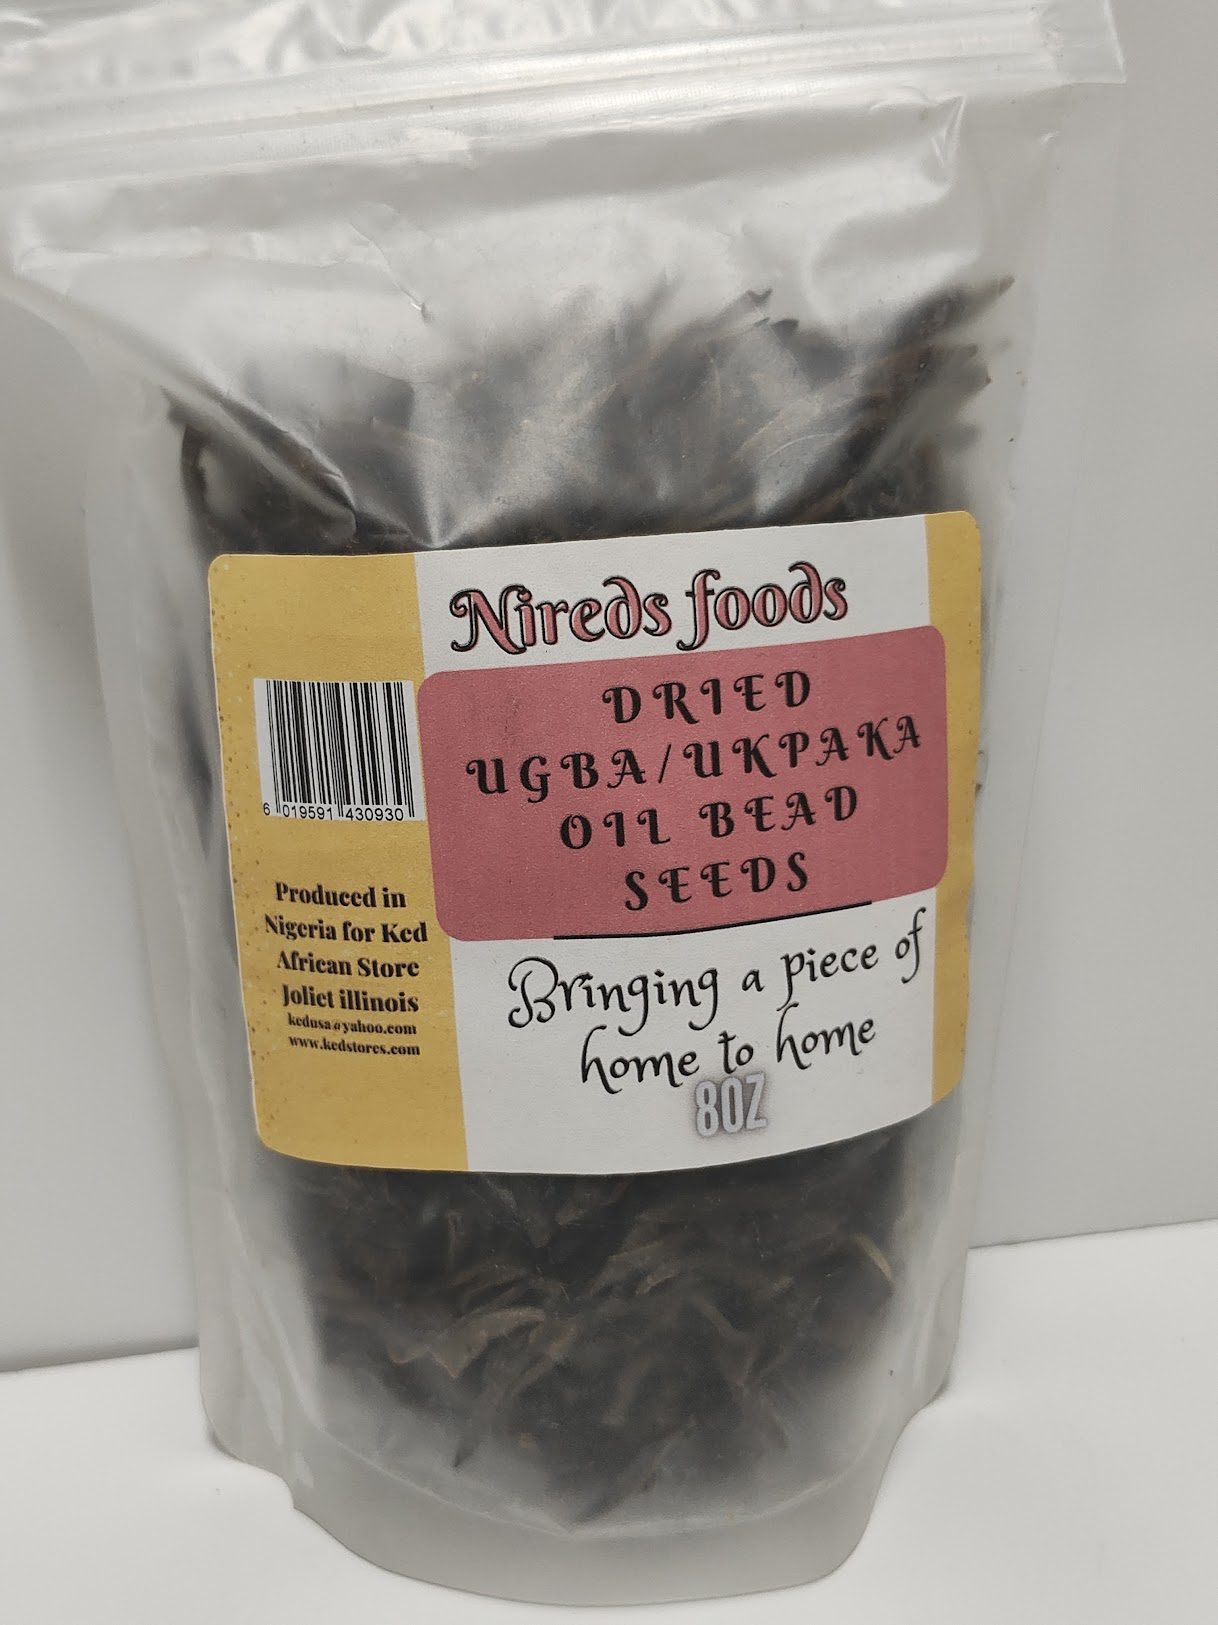 Nireds foods
DRIED
UGBA/UKPAKA
OIL BEAD
SEEDS
Bringing a piece of
home to home
8OZ
6 019591 430930
Produced in
Nigeria for Ked
African Store
Joliet illinois
kedusa@yahoo.com
www.kedstores.com